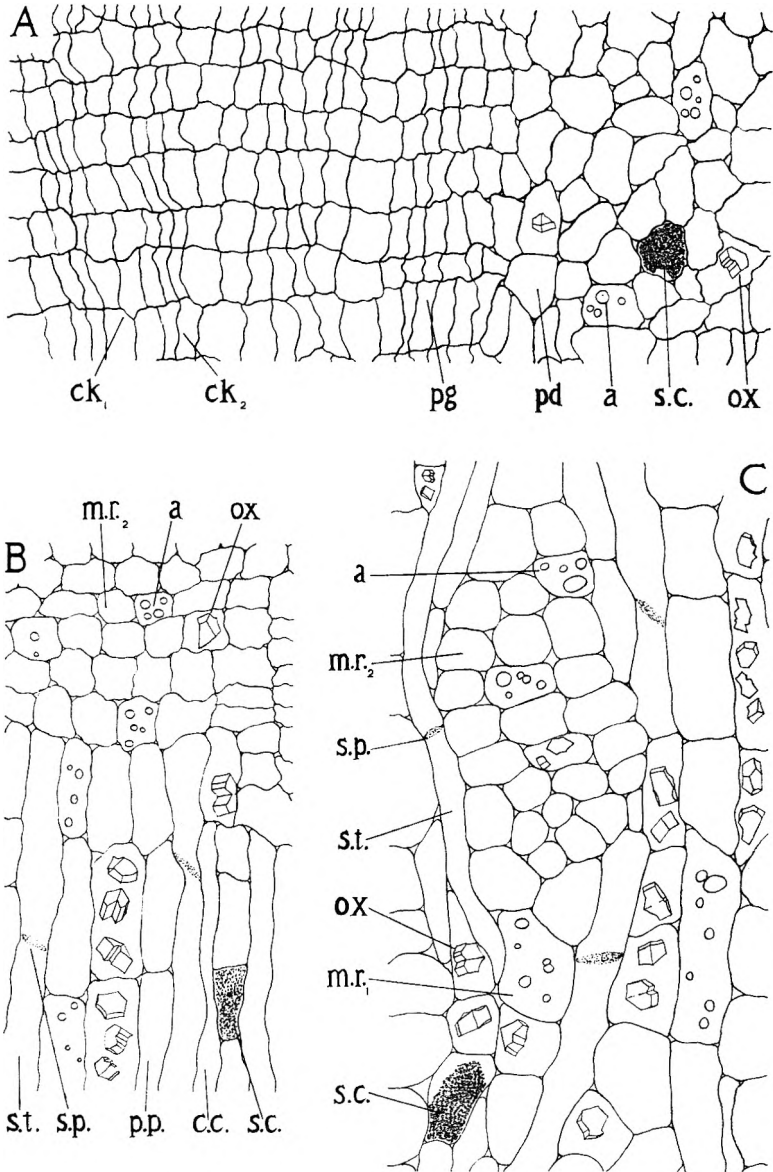 A
ck₁ ck₂ pg pd a s.c. ox
B
m.r.₂ a ox
s.t. s.p. p.p. c.c. s.c.
C
a
m.r.₂
s.p.
s.t.
ox
m.r.₁
s.c.